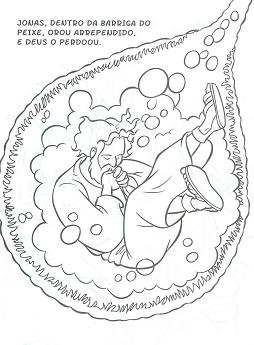 JONAS, DENTRO DA BARRIGA DO
PEIXE, OROU ARREPENDIDO,
E DEUS O PERDOOU.